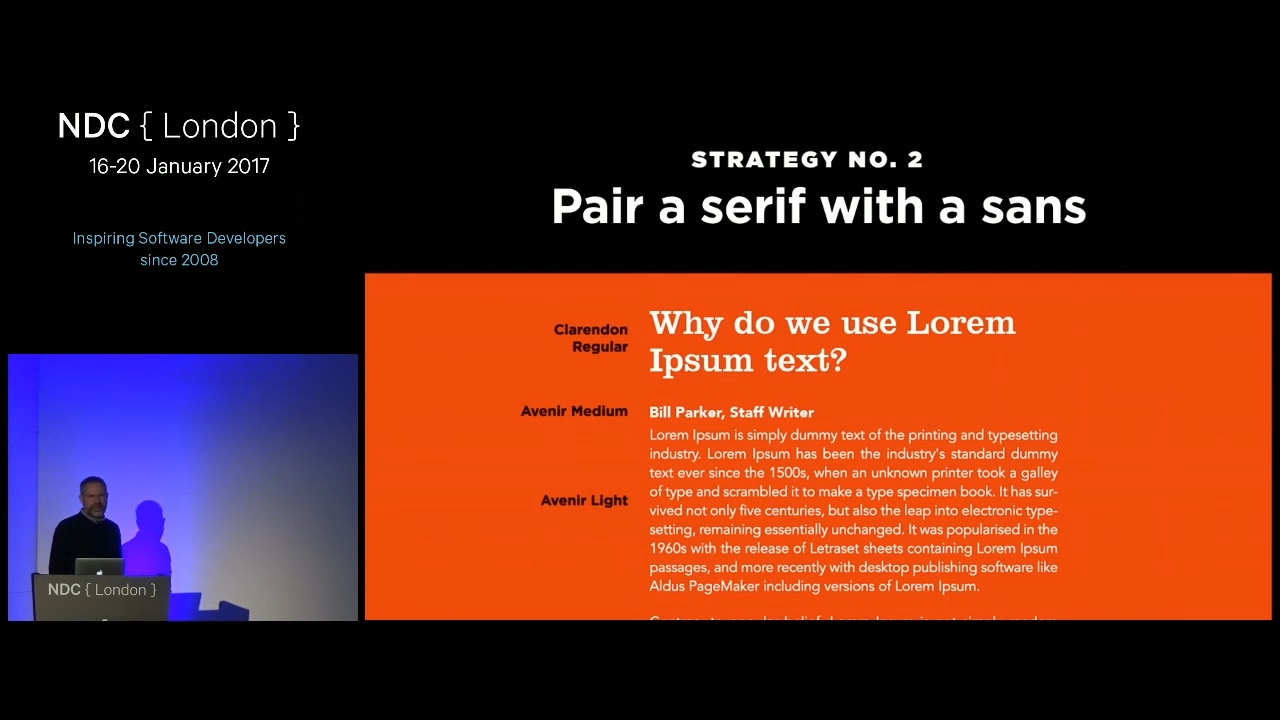 NDC { London }
16-20 January 2017
Inspiring Software Developers
since 2008
NDC { London }
STRATEGY NO. 2
Pair a serif with a sans
Clarendon
Regular
Why do we use Lorem
Ipsum text?
Avenir Medium
Bill Parker, Staff Writer
Lorem Ipsum is simply dummy text of the printing and typesetting
industry. Lorem Ipsum has been the industry's standard dummy
text ever since the 1500s, when an unknown printer took a galley
Avenir Light
of type and scrambled it to make a type specimen book. It has sur-
vived not only five centuries, but also the leap into electronic type-
setting, remaining essentially unchanged. It was popularised in the
1960s with the release of Letraset sheets containing Lorem Ipsum
passages, and more recently with desktop publishing software like
Aldus PageMaker including versions of Lorem Ipsum.